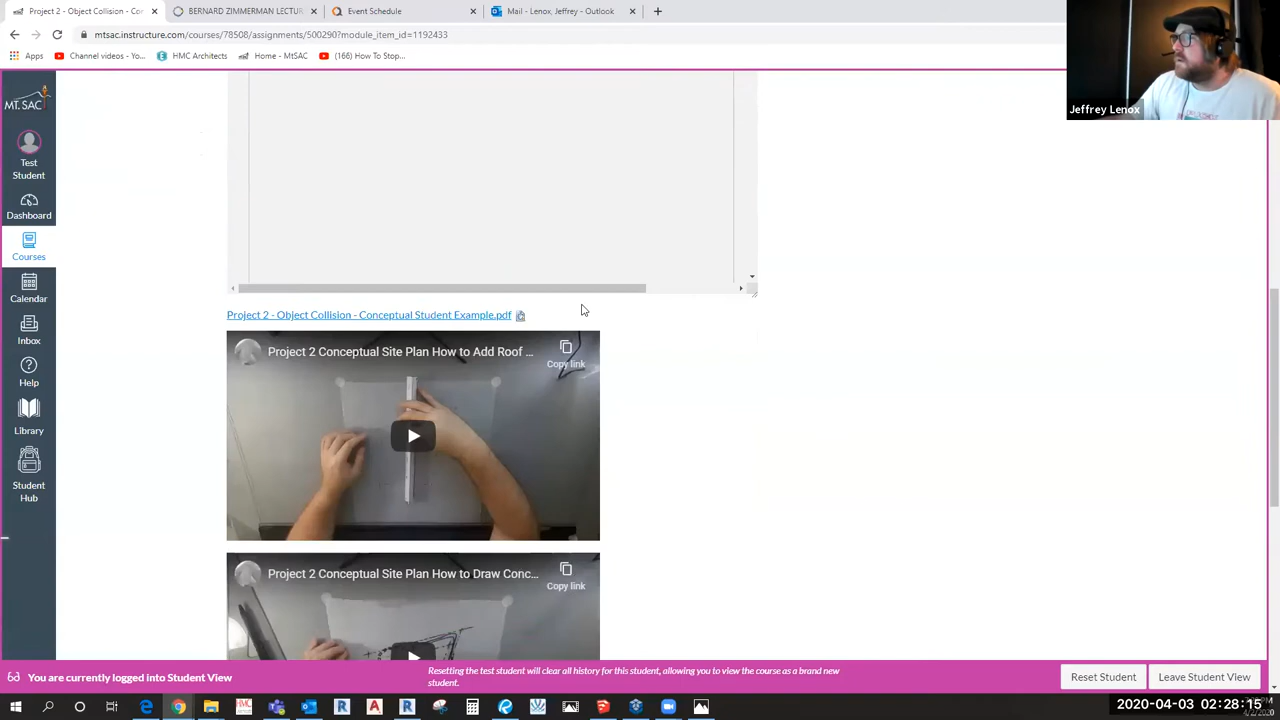 Project 2 - Object Collision - Cor
BERNARD ZIMMERMAN LECTUR
Event Schedule
Mail - Lenox, Jeffrey - Outlook
mtsac.instructure.com/courses/78508/assignments/500290?module_item_id=1192433
Apps
Channel videos - Yo...
HMC Architects
Home - MtSAC
(166) How To Stop...
Jeffrey Lenox
MT. SAC
Test Student
Dashboard
Courses
Calendar
Inbox
Help
Library
Student Hub
Project 2 - Object Collision - Conceptual Student Example.pdf
Project 2 Conceptual Site Plan How to Add Roof ...
Copy link
Project 2 Conceptual Site Plan How to Draw Conc...
Copy link
You are currently logged into Student View
Resetting the test student will clear all history for this student, allowing you to view the course as a brand new
student.
Reset Student
Leave Student View
HMC
2020-04-03 02:28:15
4/2/2020